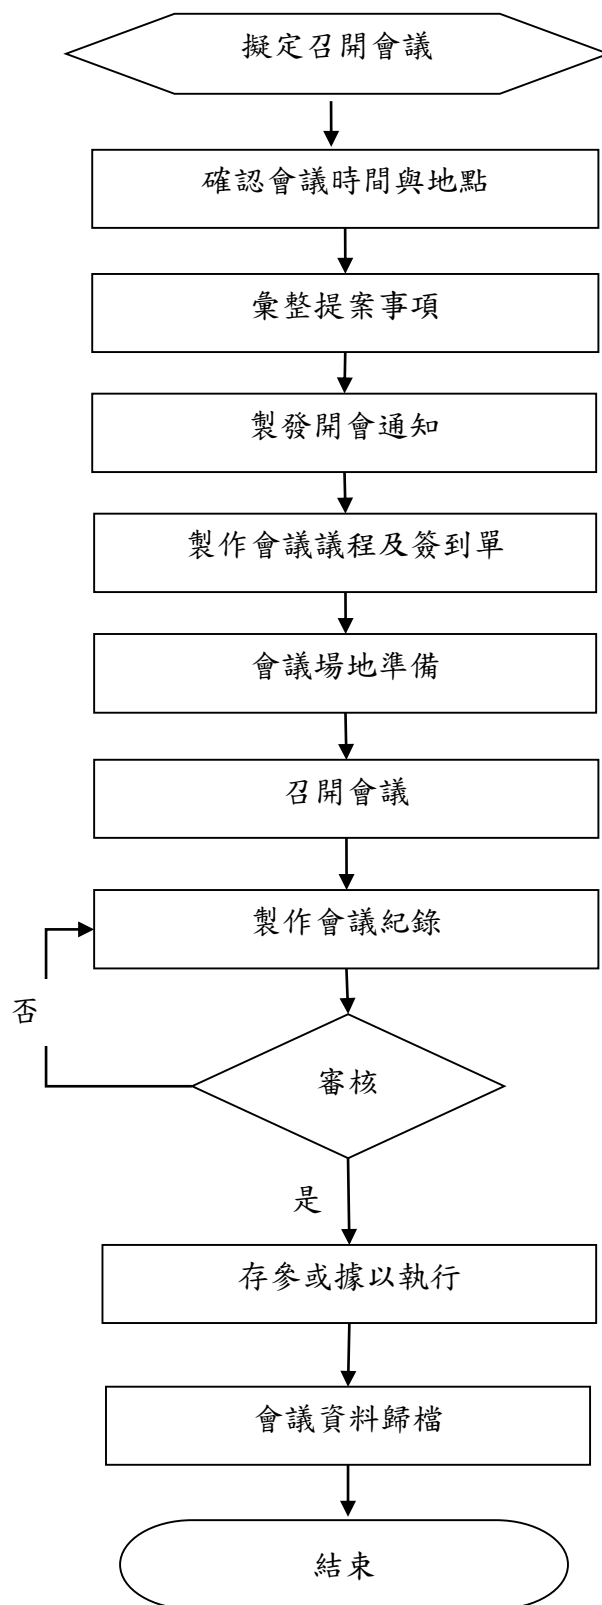 擬定召開會議
確認會議時間與地點
彙整提案事項
製發開會通知
製作會議議程及簽到單
會議場地準備
召開會議
製作會議紀錄
否
審核
是
存參或據以執行
會議資料歸檔
結束